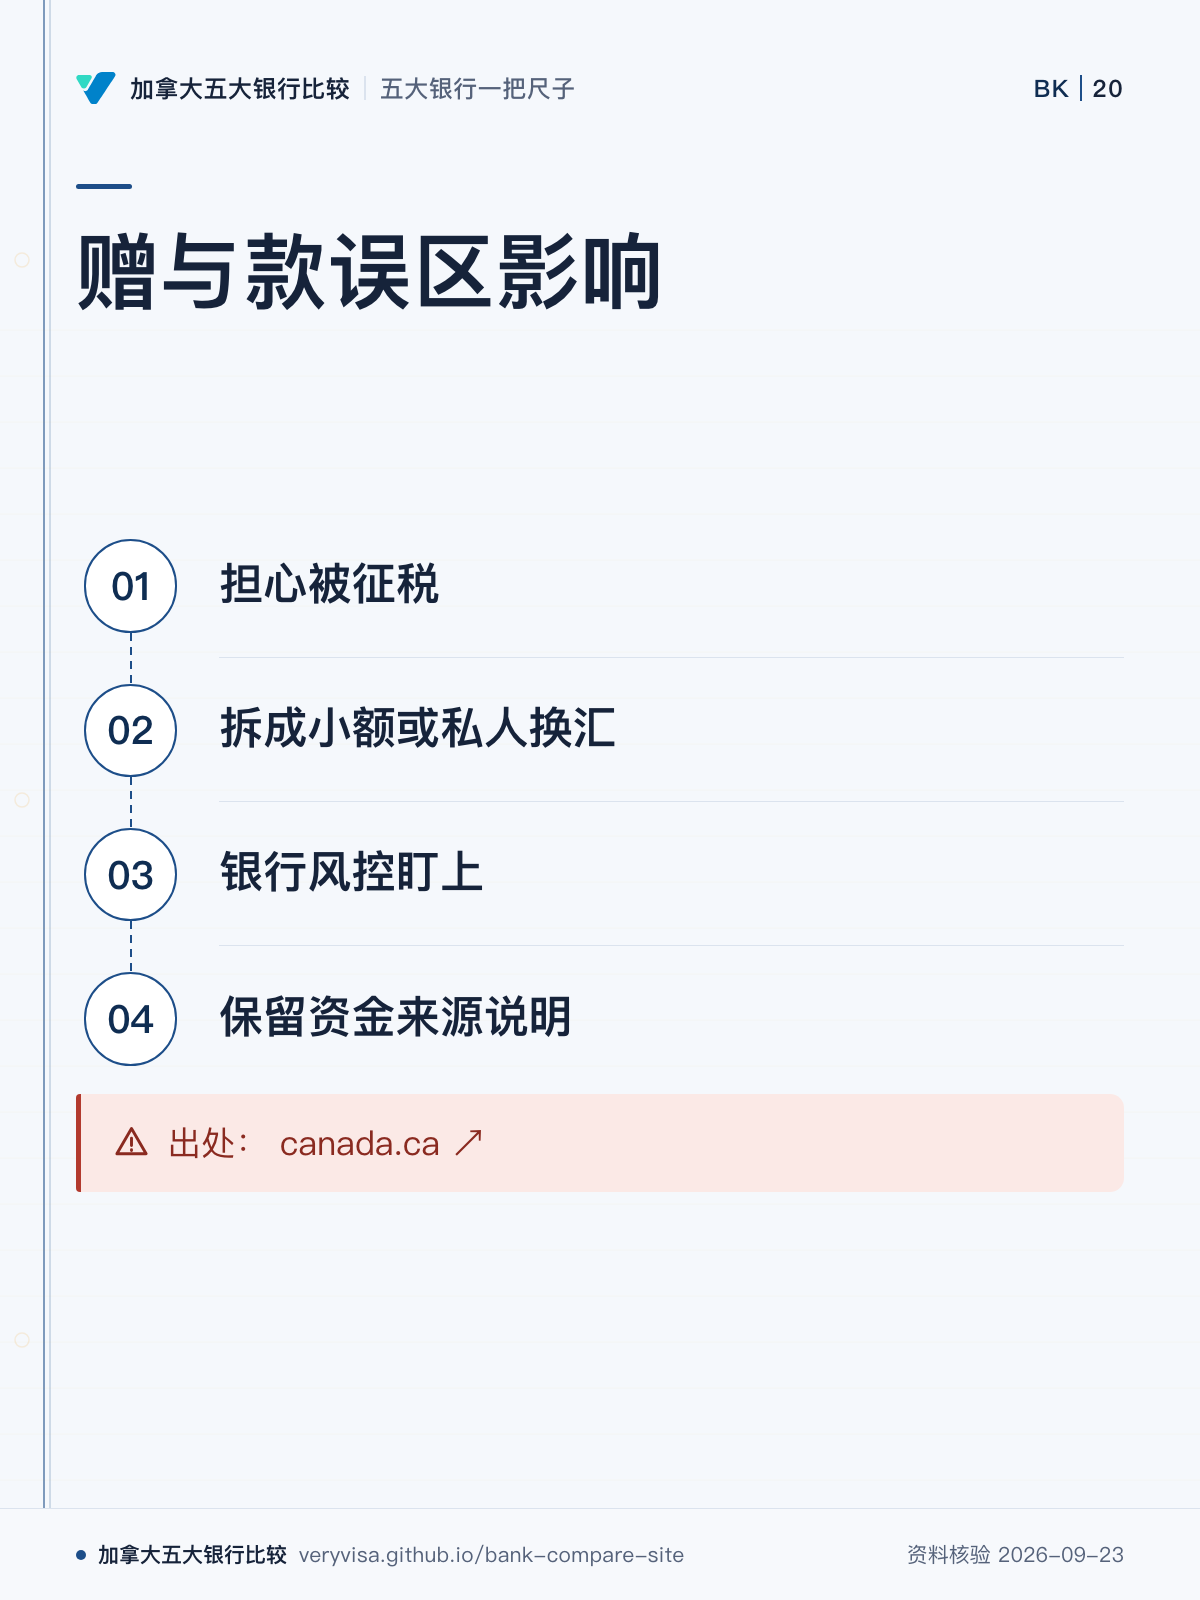 加拿大五大银行比较 五大银行一把尺子 BK 20
赠与款误区影响
01 担心被征税
02 拆成小额或私人换汇
03 银行风控盯上
04 保留资金来源说明
出处： canada.ca ↗
加拿大五大银行比较 veryvisa.github.io/bank-compare-site 资料核验 2026-09-23